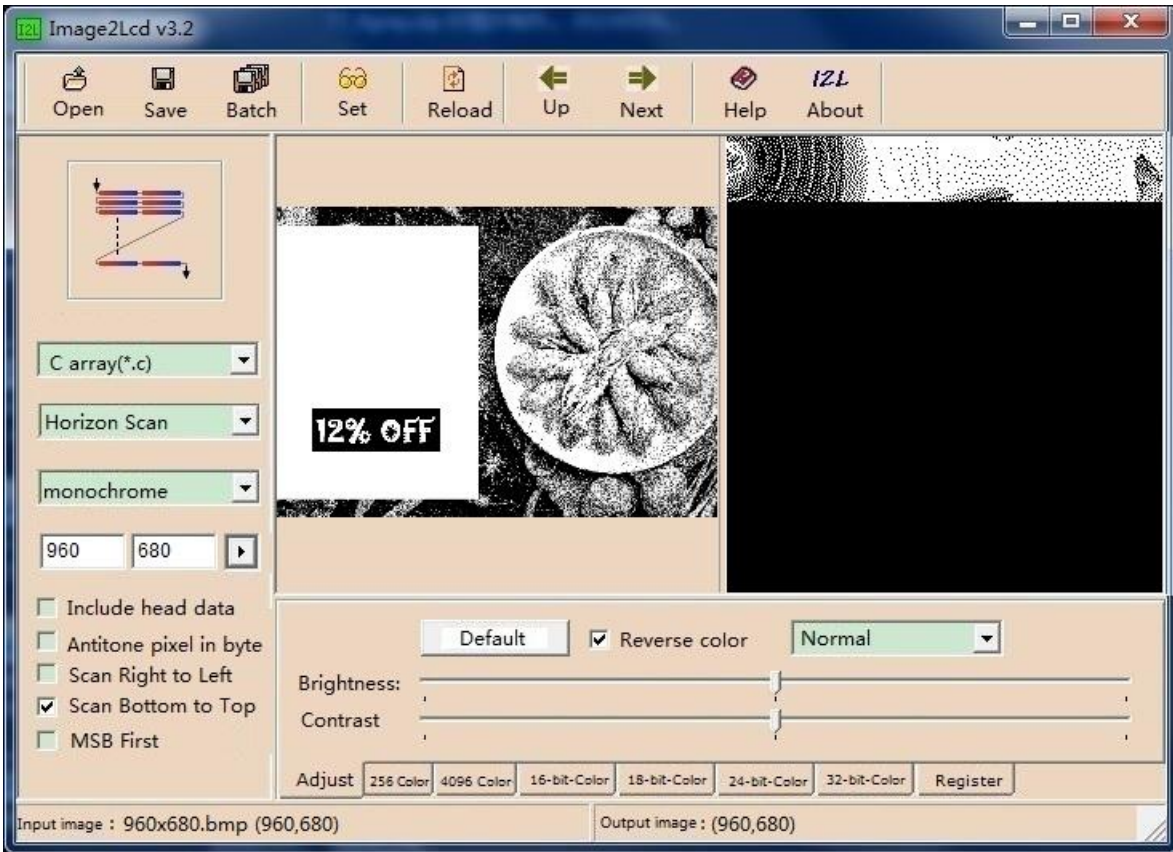 I2L Image2Lcd v3.2
Open Save Batch Set Reload Up Next Help I2L About
C array(*.c)
Horizon Scan
monochrome
960 680
Include head data
Antitone pixel in byte
Scan Right to Left
Scan Bottom to Top
MSB First
12% OFF
Default Reverse color Normal
Brightness:
Contrast
Adjust 256 Color 4096 Color 16-bit-Color 18-bit-Color 24-bit-Color 32-bit-Color Register
Input image : 960x680.bmp (960,680) Output image : (960,680)